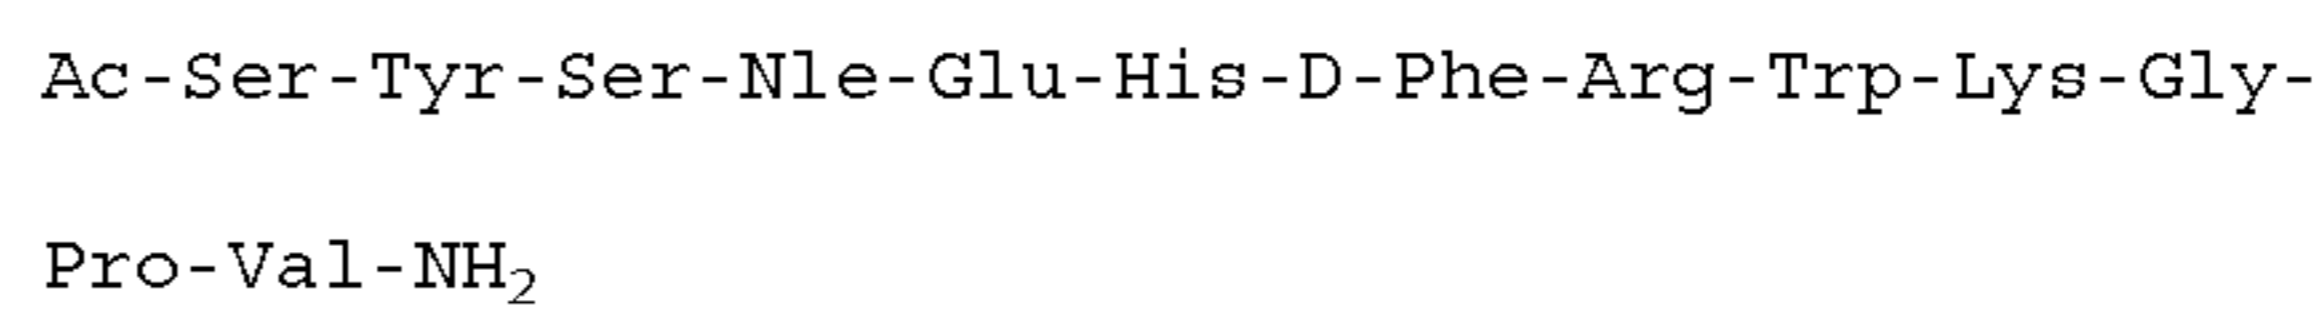 Ac-Ser-Tyr-Ser-Nle-Glu-His-D-Phe-Arg-Trp-Lys-Gly-
Pro-Val-NH₂